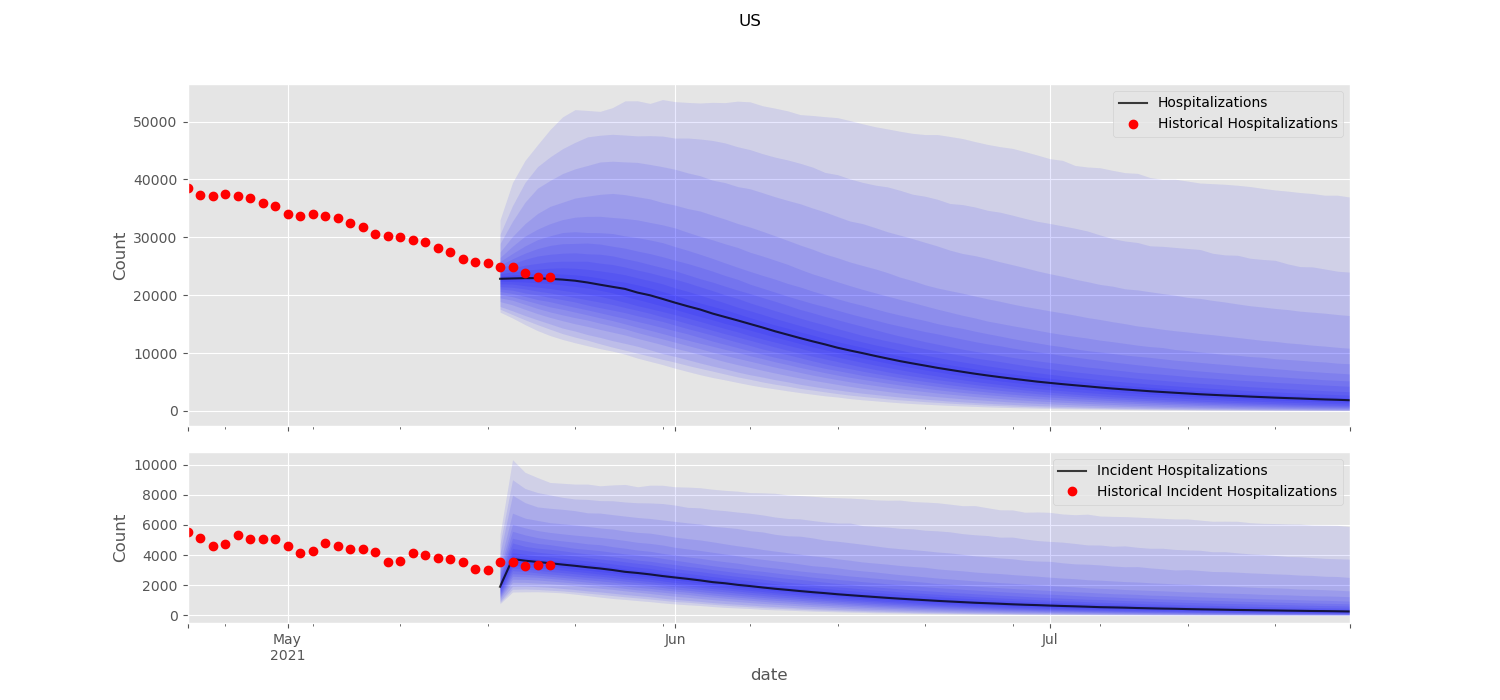 US
Hospitalizations
Historical Hospitalizations
50000
40000
30000
20000
10000
0
Count
Incident Hospitalizations
Historical Incident Hospitalizations
10000
8000
6000
4000
2000
0
Count
May
2021
Jun
Jul
date